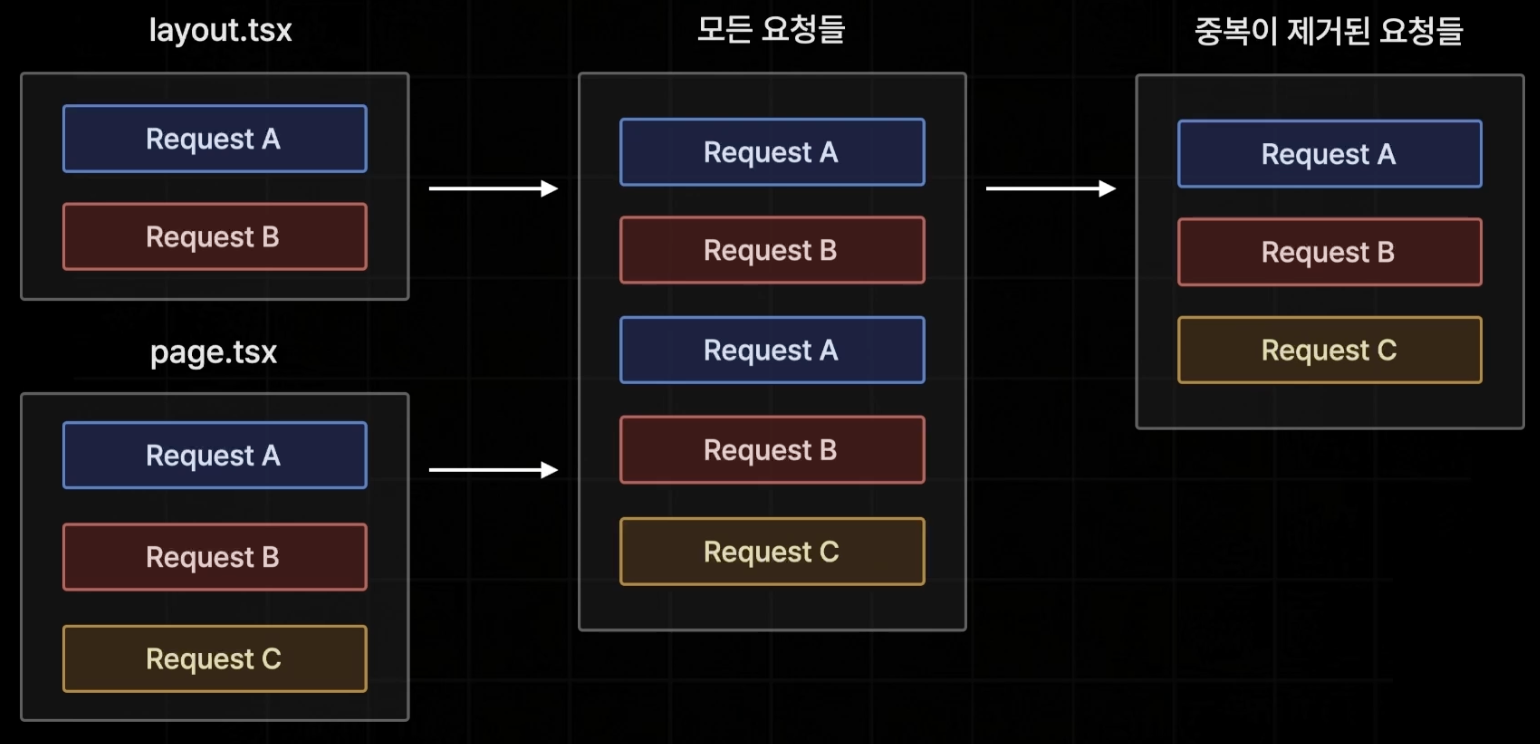 layout.tsx
Request A
Request B
page.tsx
Request A
Request B
Request C
모든 요청들
Request A
Request B
Request A
Request B
Request C
중복이 제거된 요청들
Request A
Request B
Request C